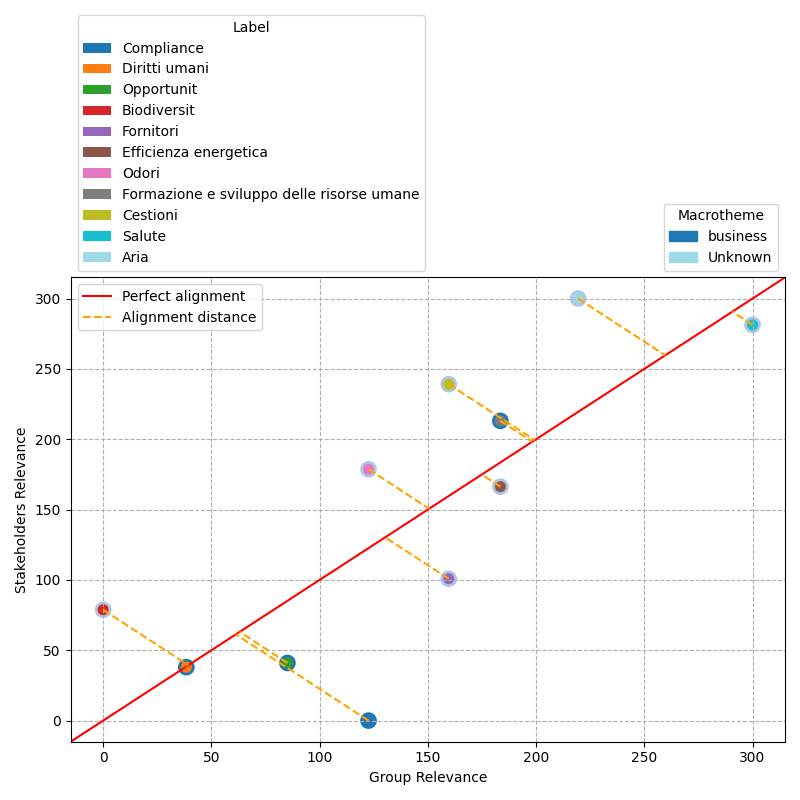 Label
Compliance
Diritti umani
Opportunit
Biodiversit
Fornitori
Efficienza energetica
Odori
Formazione e sviluppo delle risorse umane
Cestioni
Salute
Aria
Macrotheme
business
Unknown
Perfect alignment
Alignment distance
Stakeholders Relevance
300
250
200
150
100
50
0
0
50
100
150
200
250
300
Group Relevance